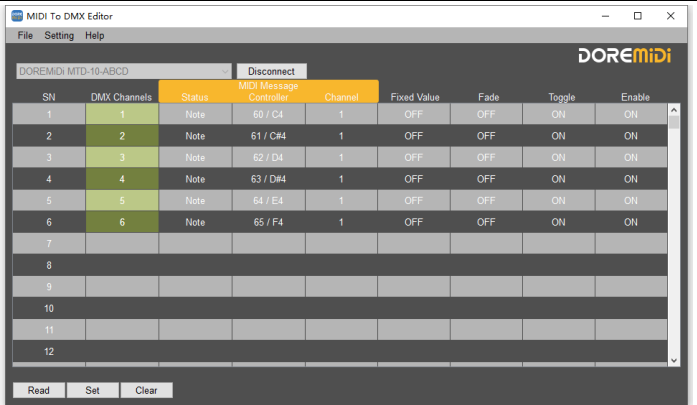 MIDI To DMX Editor
File Setting Help
DOREMiDi
DOREMiDi MTD-10-ABCD Disconnect
MIDI Message
SN DMX Channels Status Controller Channel Fixed Value Fade Toggle Enable
1 1 Note 60 / C4 1 OFF OFF ON ON
2 2 Note 61 / C#4 1 OFF OFF ON ON
3 3 Note 62 / D4 1 OFF OFF ON ON
4 4 Note 63 / D#4 1 OFF OFF ON ON
5 5 Note 64 / E4 1 OFF OFF ON ON
6 6 Note 65 / F4 1 OFF OFF ON ON
7
8
9
10
11
12
Read Set Clear